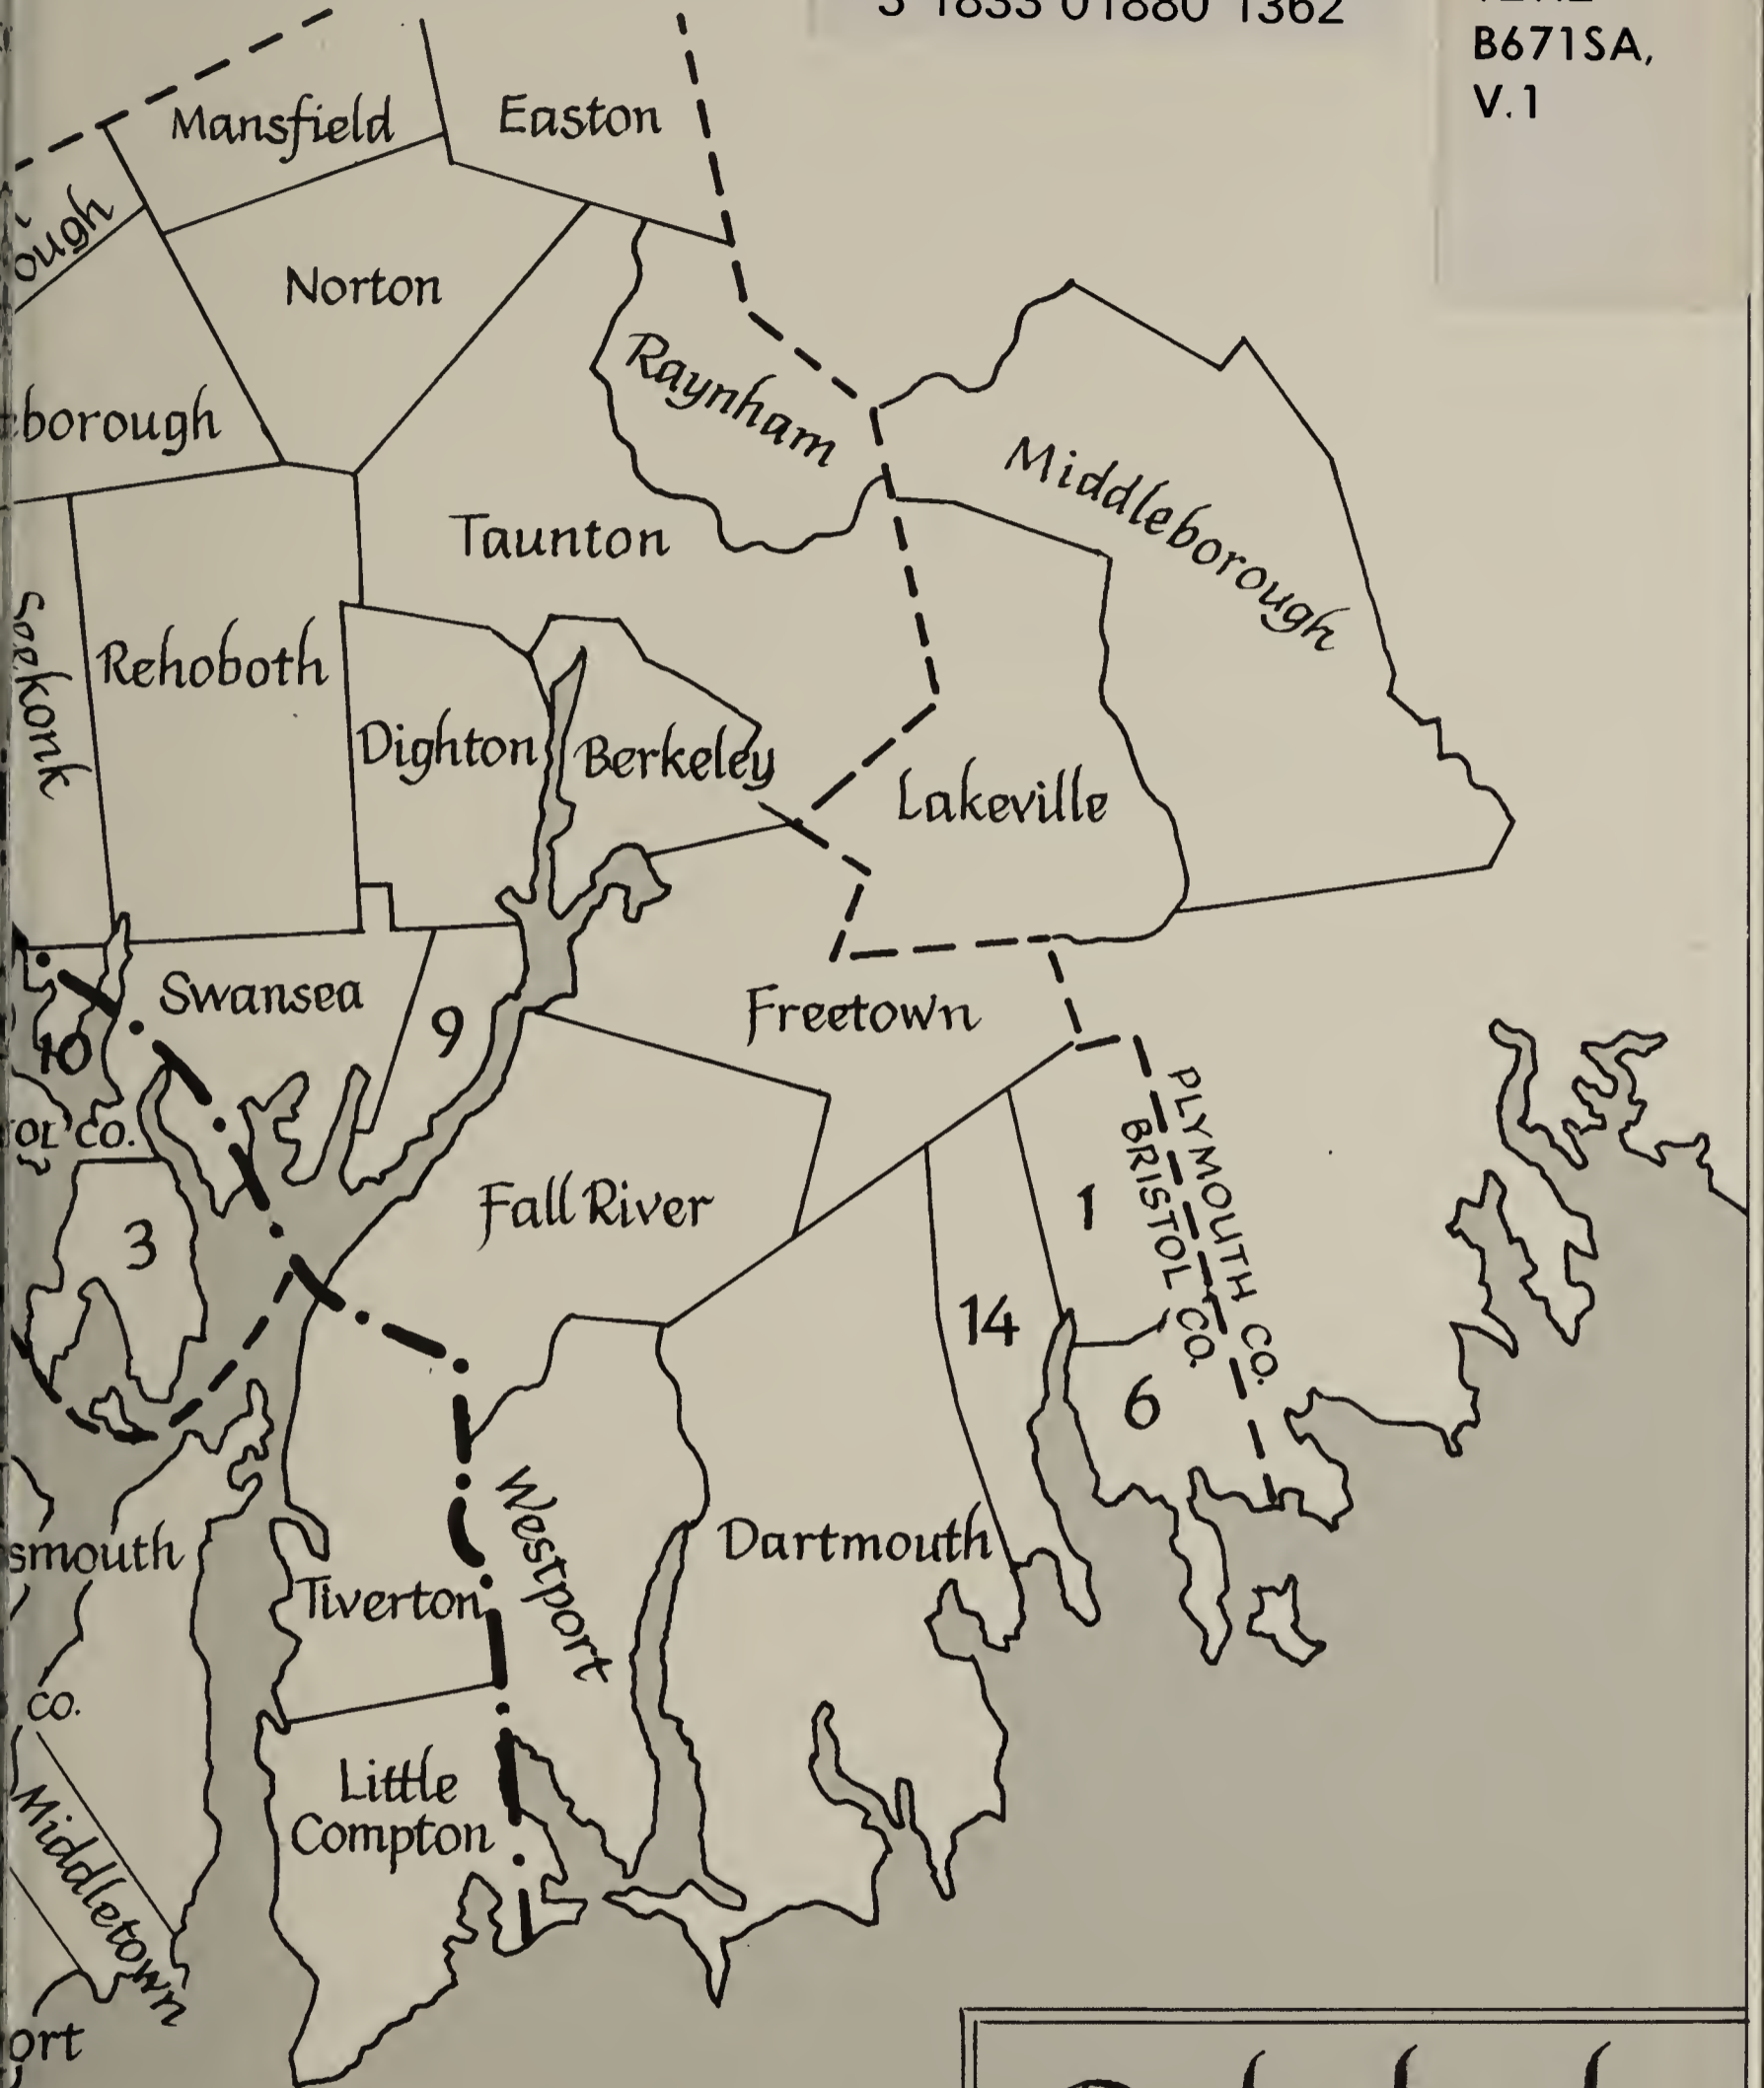 3 1833 01880 1362
B671SA,
V.1
Mansfield
Easton
ough
Norton
Raynham
borough
Middleborough
Taunton
Seekonk
Rehoboth
Dighton
Berkeley
Lakeville
Swansea
9
Freetown
10
CO.
PLYMOUTH CO.
BRISTOL CO.
Fall River
1
3
14
6
Westport
Dartmouth
smouth
Tiverton
CO.
Little
Compton
Middletown
ort